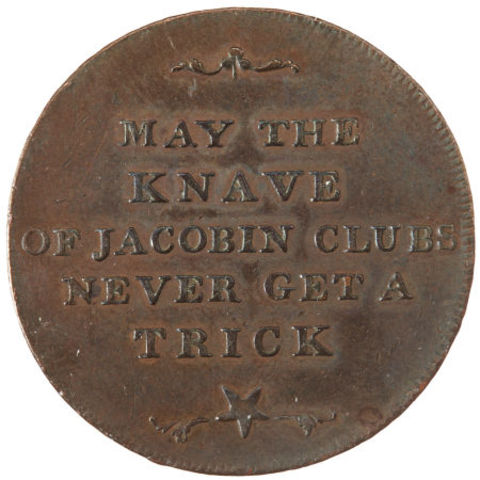 MAY THE
KNAVE
OF JACOBIN CLUBS
NEVER GET A
TRICK